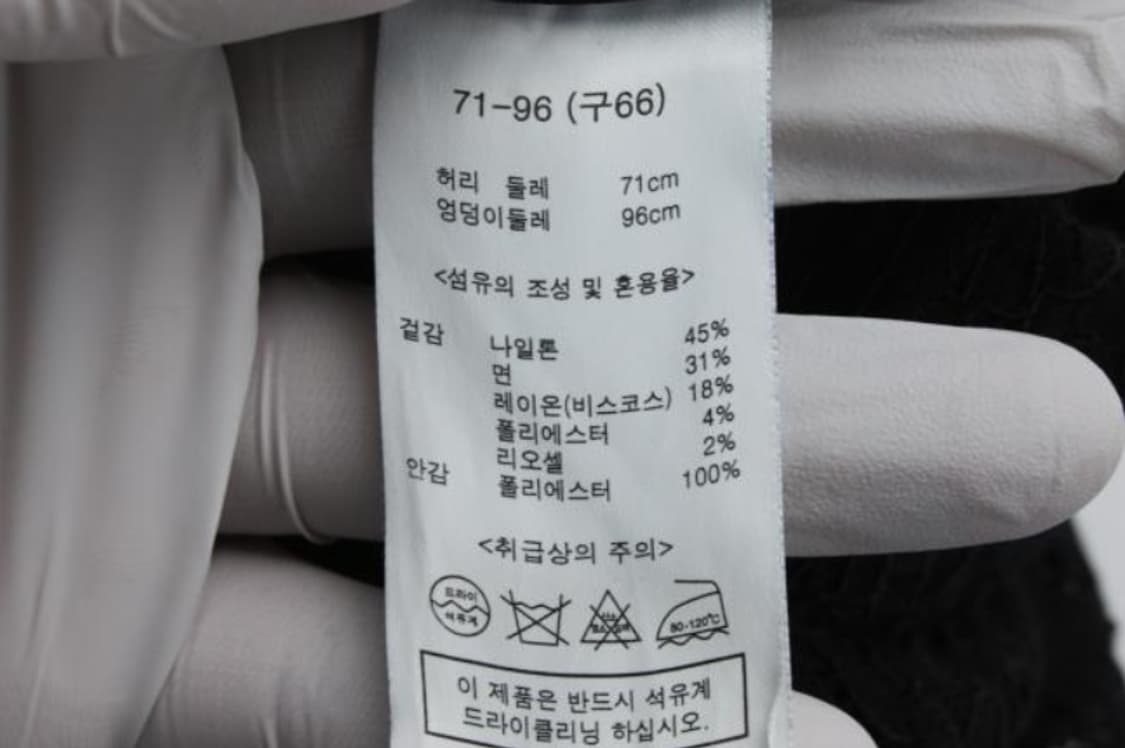 71-96 (구66)
허리 둘레 71cm
엉덩이둘레 96cm
<섬유의 조성 및 혼용율>
겉감 나일론 45%
면 31%
레이온(비스코스) 18%
폴리에스터 4%
리오셀 2%
안감 폴리에스터 100%
<취급상의 주의>
드라이
석유계
80-120℃
이 제품은 반드시 석유계
드라이클리닝 하십시오.